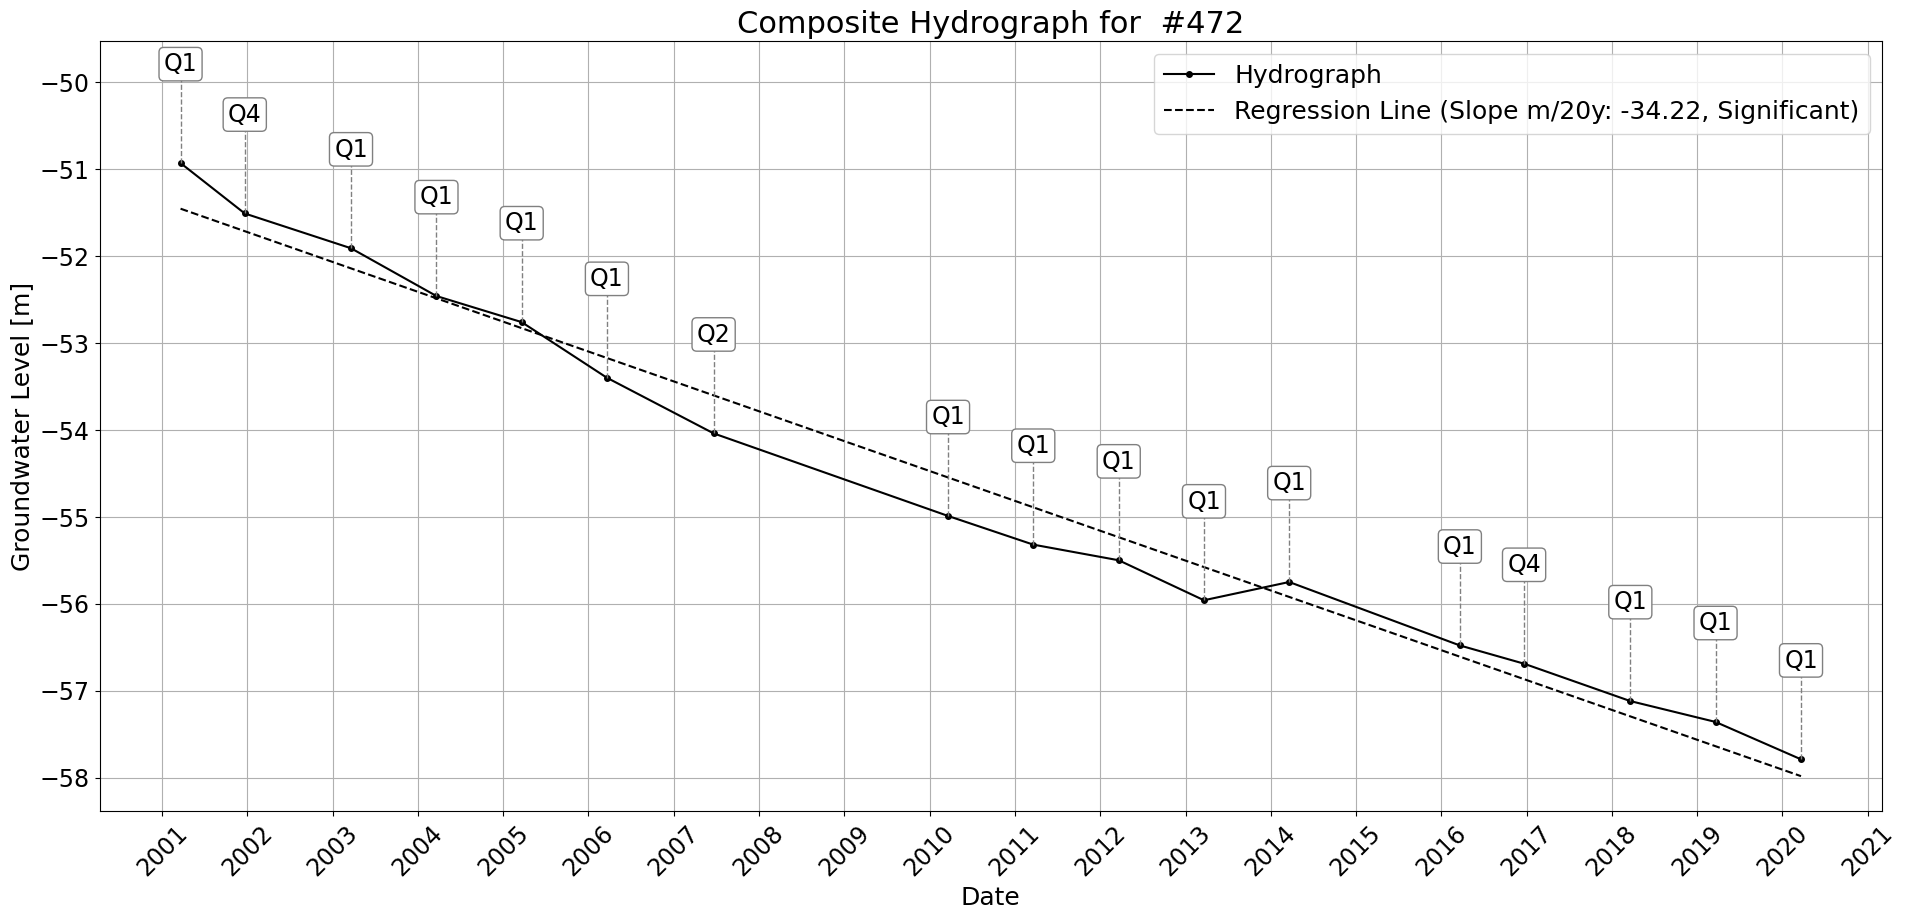 Composite Hydrograph for  #472
Hydrograph
Regression Line (Slope m/20y: -34.22, Significant)
Q1
Q4
Q1
Q1
Q1
Q1
Q2
Q1
Q1
Q1
Q1
Q1
Q1
Q4
Q1
Q1
Q1
Groundwater Level [m]
−50
−51
−52
−53
−54
−55
−56
−57
−58
2001
2002
2003
2004
2005
2006
2007
2008
2009
2010
2011
2012
2013
2014
2015
2016
2017
2018
2019
2020
2021
Date